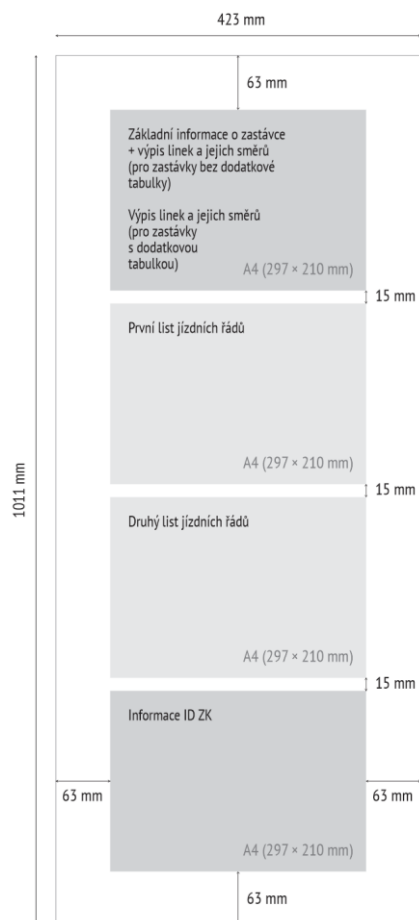 423 mm
63 mm
Základní informace o zastávce
+ výpis linek a jejich směrů
(pro zastávky bez dodatkové
tabulky)
Výpis linek a jejich směrů
(pro zastávky
s dodatkovou
tabulkou)
A4 (297 × 210 mm)
15 mm
První list jízdních řádů
A4 (297 × 210 mm)
15 mm
1011 mm
Druhý list jízdních řádů
A4 (297 × 210 mm)
15 mm
Informace ID ZK
63 mm
63 mm
A4 (297 × 210 mm)
63 mm